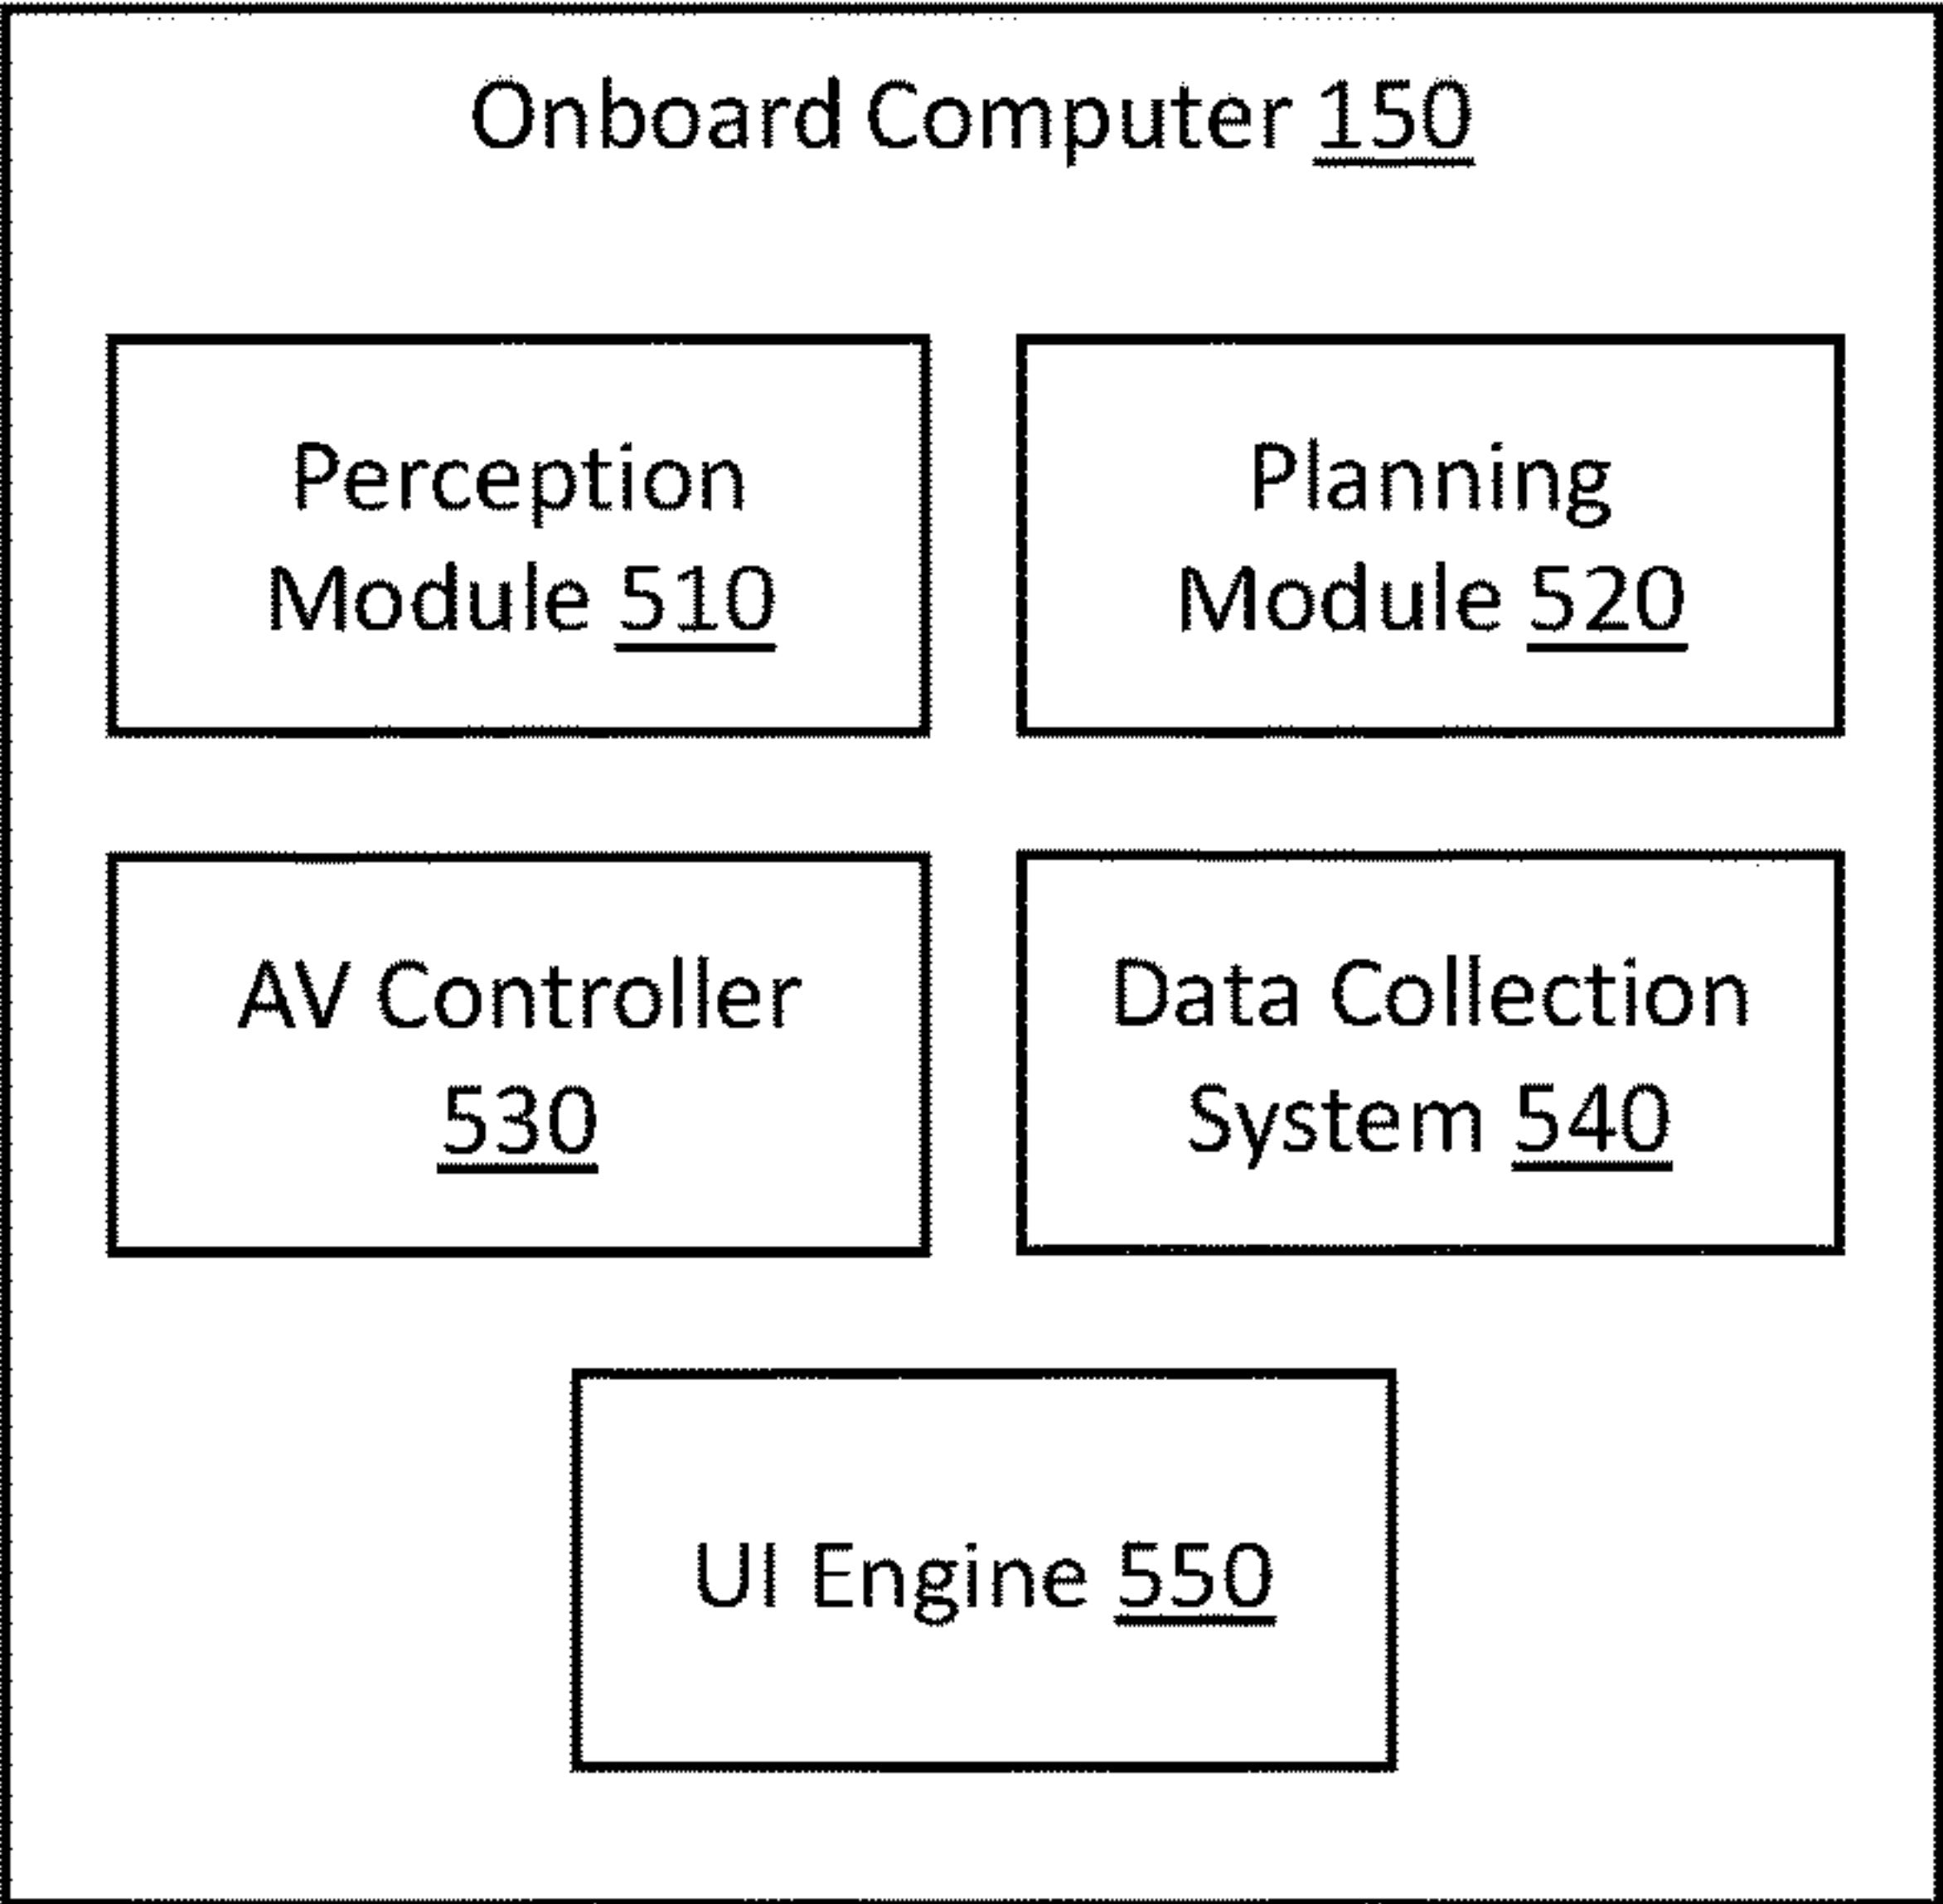 Onboard Computer 150
Perception
Module 510
Planning
Module 520
AV Controller
530
Data Collection
System 540
UI Engine 550